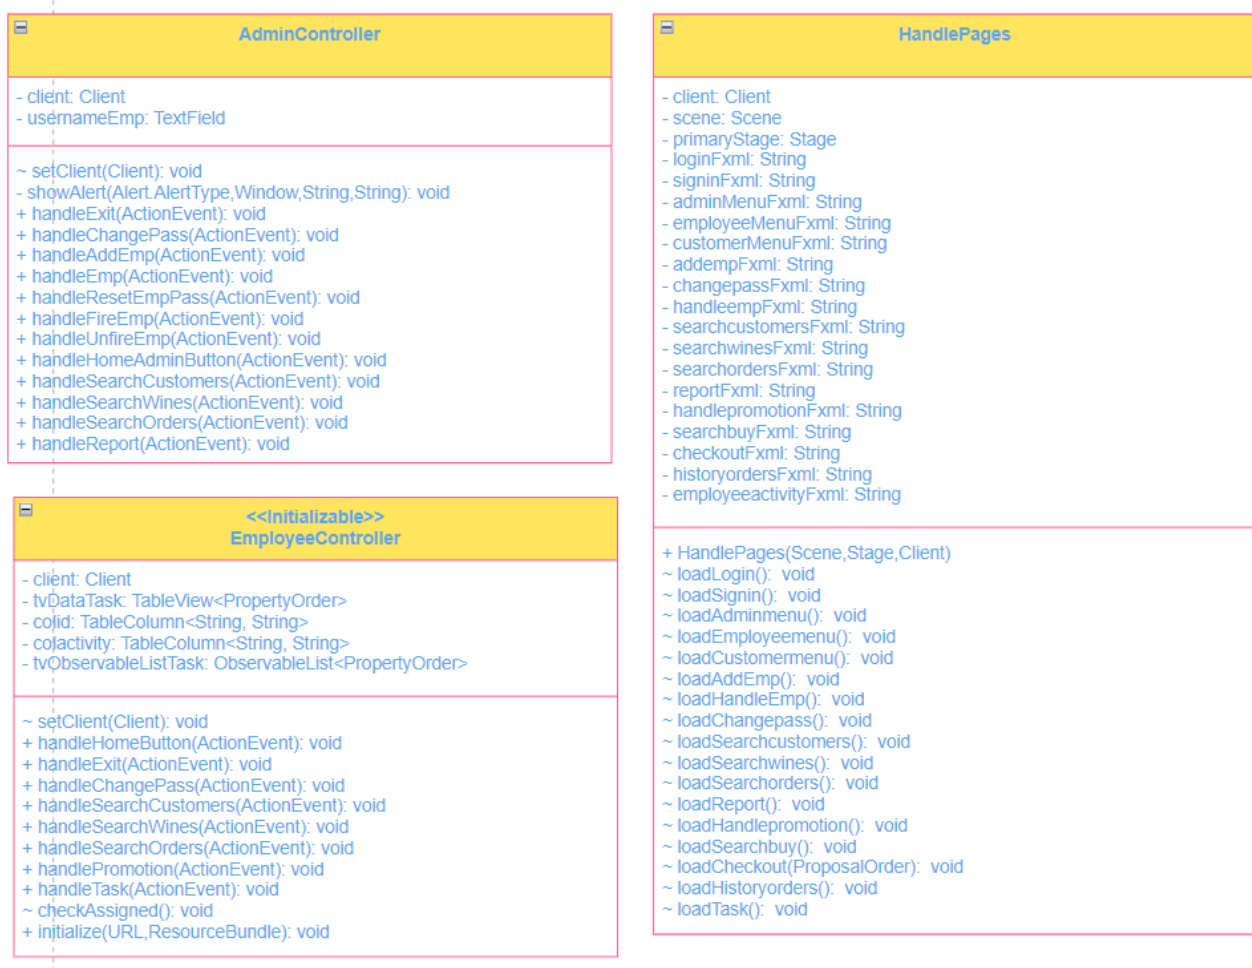 AdminController
- client: Client
- usernameEmp: TextField
~ setClient(Client): void
- showAlert(Alert.AlertType,Window,String,String): void
+ handleExit(ActionEvent): void
+ handleChangePass(ActionEvent): void
+ handleAddEmp(ActionEvent): void
+ handleEmp(ActionEvent): void
+ handleResetEmpPass(ActionEvent): void
+ handleFireEmp(ActionEvent): void
+ handleUnfireEmp(ActionEvent): void
+ handleHomeAdminButton(ActionEvent): void
+ handleSearchCustomers(ActionEvent): void
+ handleSearchWines(ActionEvent): void
+ handleSearchOrders(ActionEvent): void
+ handleReport(ActionEvent): void
<<Initializable>>
EmployeeController
- client: Client
- tvDataTask: TableView<PropertyOrder>
- colid: TableColumn<String, String>
- colactivity: TableColumn<String, String>
- tvObservableListTask: ObservableList<PropertyOrder>
~ setClient(Client): void
+ handleHomeButton(ActionEvent): void
+ handleExit(ActionEvent): void
+ handleChangePass(ActionEvent): void
+ handleSearchCustomers(ActionEvent): void
+ handleSearchWines(ActionEvent): void
+ handleSearchOrders(ActionEvent): void
+ handlePromotion(ActionEvent): void
+ handleTask(ActionEvent): void
~ checkAssigned(): void
+ initialize(URL,ResourceBundle): void
HandlePages
- client: Client
- scene: Scene
- primaryStage: Stage
- loginFxml: String
- signinFxml: String
- adminMenuFxml: String
- employeeMenuFxml: String
- customerMenuFxml: String
- addempFxml: String
- changepassFxml: String
- handleempFxml: String
- searchcustomersFxml: String
- searchwinesFxml: String
- searchordersFxml: String
- reportFxml: String
- handlepromotionFxml: String
- searchbuyFxml: String
- checkoutFxml: String
- historyordersFxml: String
- employeeactivityFxml: String
+ HandlePages(Scene,Stage,Client)
~ loadLogin(): void
~ loadSignin(): void
~ loadAdminmenu(): void
~ loadEmployeemenu(): void
~ loadCustomermenu(): void
~ loadAddEmp(): void
~ loadHandleEmp(): void
~ loadChangepass(): void
~ loadSearchcustomers(): void
~ loadSearchwines(): void
~ loadSearchorders(): void
~ loadReport(): void
~ loadHandlepromotion(): void
~ loadSearchbuy(): void
~ loadCheckout(ProposalOrder): void
~ loadHistoryorders(): void
~ loadTask(): void